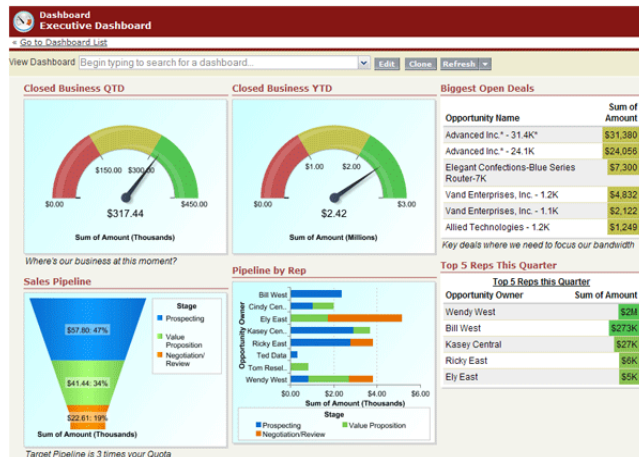 Dashboard
Executive Dashboard
« Go to Dashboard List
View Dashboard Begin typing to search for a dashboard... Edit Clone Refresh
Closed Business QTD
$0.00
$150.00
$300.00
$450.00
$317.44
Sum of Amount (Thousands)
Where's our business at this moment?
Closed Business YTD
$0.00
$1.00
$2.00
$3.00
$2.42
Sum of Amount (Millions)
Biggest Open Deals
Opportunity Name Sum of Amount
Advanced Inc.* - 31.4K* $31,380
Advanced Inc.* - 24.1K $24,056
Elegant Confections-Blue Series $7,300
Router-7K
Vand Enterprises, Inc. - 1.2K $4,832
Vand Enterprises, Inc. - 1.1K $2,122
Allied Technologies - 1.2K $1,249
Key deals where we need to focus our bandwidth
Sales Pipeline
$57.80: 47%
$41.44: 34%
$22.61: 19%
Sum of Amount (Thousands)
Stage
Prospecting
Value
Proposition
Negotiation/
Review
Target Pipeline is 3 times your Quota
Pipeline by Rep
Opportunity Owner
Bill West
Cindy Cen..
Ely East
Kasey Cen..
Ricky East
Ted Data
Tom Resel..
Wendy West
$0.00 $2.00 $4.00 $6.00
Sum of Amount (Thousands)
Stage
Prospecting Value Proposition
Negotiation/Review
Top 5 Reps This Quarter
Top 5 Reps this Quarter
Opportunity Owner Sum of Amount
Wendy West $2M
Bill West $273K
Kasey Central $27K
Ricky East $6K
Ely East $5K